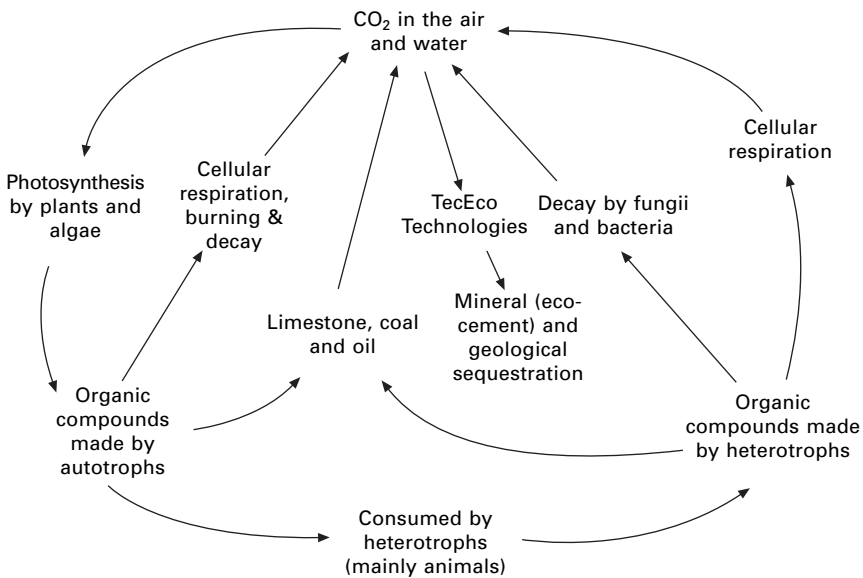 CO₂ in the air
and water
Photosynthesis
by plants and
algae
Cellular
respiration,
burning &
decay
TecEco
Technologies
Decay by fungii
and bacteria
Cellular
respiration
Limestone, coal
and oil
Mineral (eco-
cement) and
geological
sequestration
Organic
compounds
made by
autotrophs
Organic
compounds made
by heterotrophs
Consumed by
heterotrophs
(mainly animals)